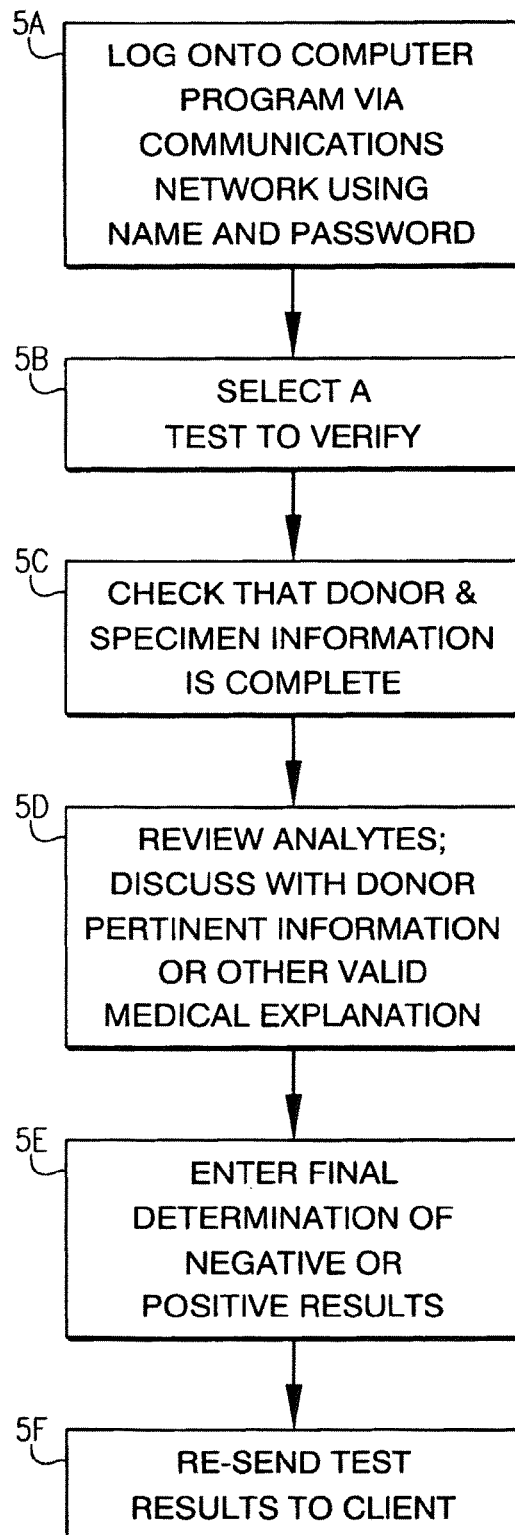 5A
LOG ONTO COMPUTER
PROGRAM VIA
COMMUNICATIONS
NETWORK USING
NAME AND PASSWORD
5B
SELECT A
TEST TO VERIFY
5C
CHECK THAT DONOR &
SPECIMEN INFORMATION
IS COMPLETE
5D
REVIEW ANALYTES;
DISCUSS WITH DONOR
PERTINENT INFORMATION
OR OTHER VALID
MEDICAL EXPLANATION
5E
ENTER FINAL
DETERMINATION OF
NEGATIVE OR
POSITIVE RESULTS
5F
RE-SEND TEST
RESULTS TO CLIENT